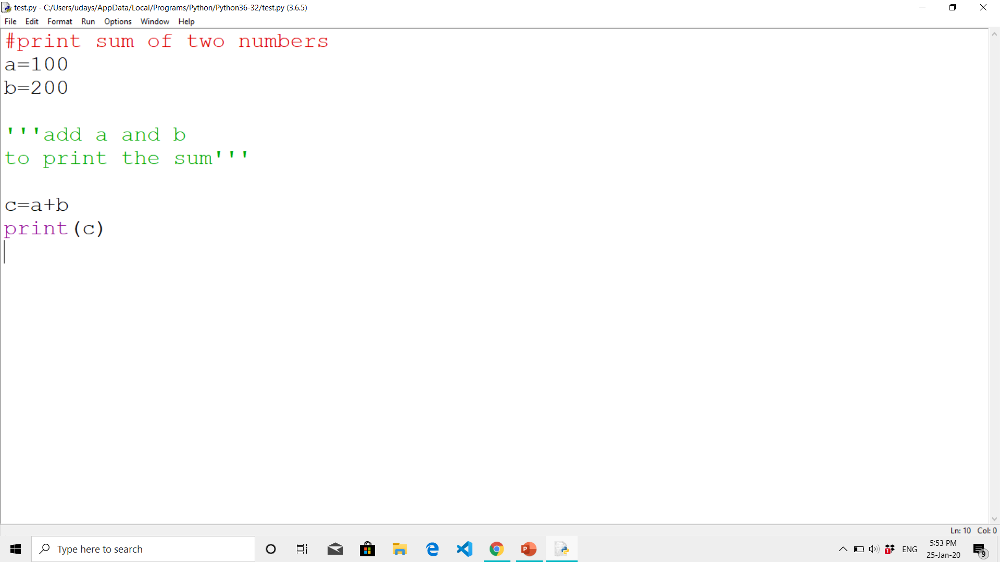 test.py - C:/Users/udays/AppData/Local/Programs/Python/Python36-32/test.py (3.6.5)
File Edit Format Run Options Window Help
#print sum of two numbers
a=100
b=200
'''add a and b
to print the sum'''
c=a+b
print(c)
Ln: 10 Col: 0
Type here to search
P
1
ENG
5:53 PM
25-Jan-20
9